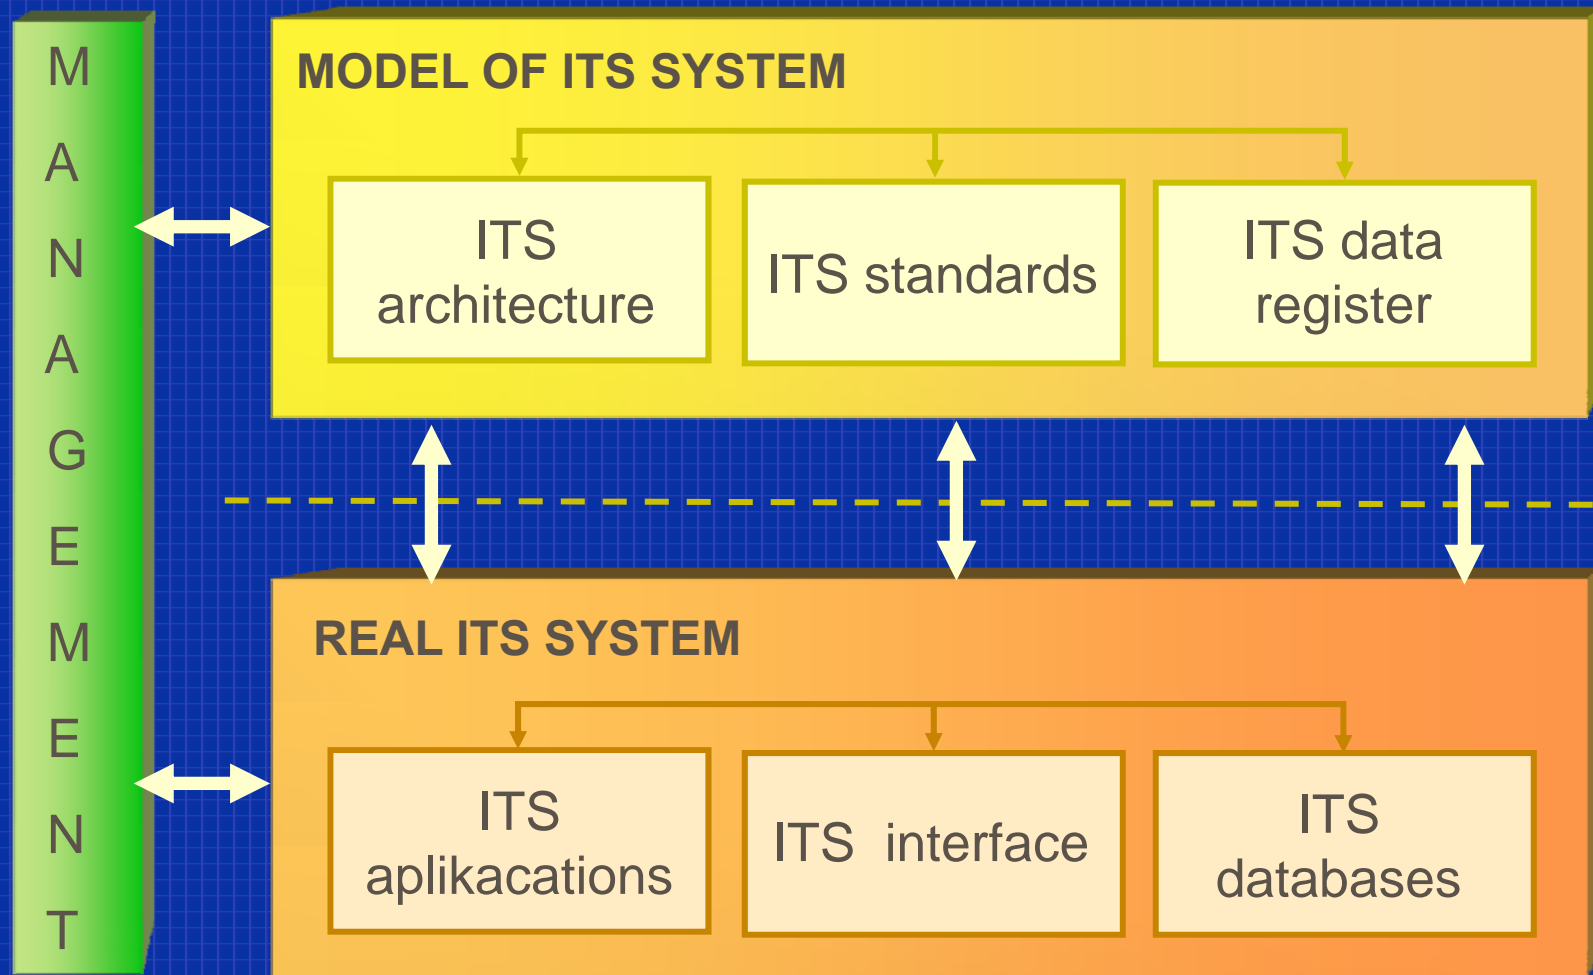 M
A
N
A
G
E
M
E
N
T
MODEL OF ITS SYSTEM
ITS
architecture
ITS standards
ITS data
register
REAL ITS SYSTEM
ITS
aplikacations
ITS interface
ITS
databases